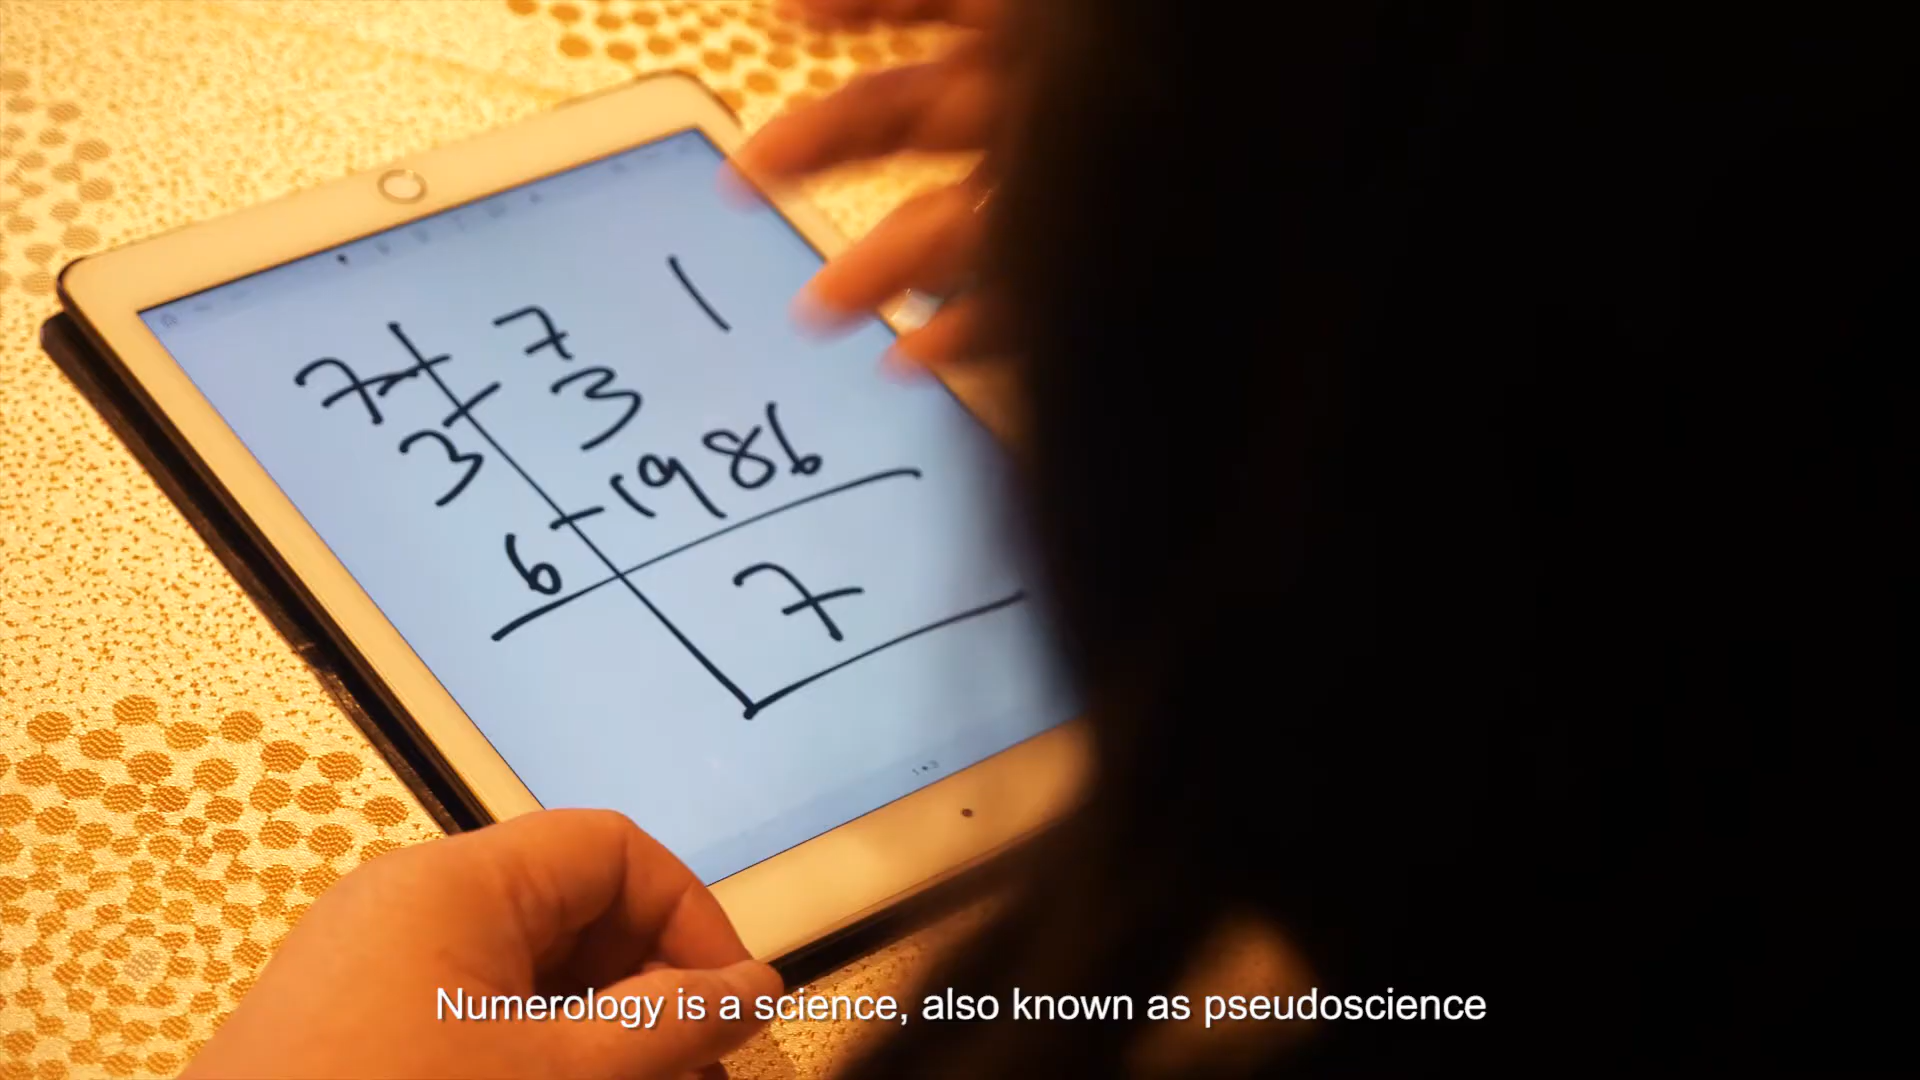 7 7 1
3 3
6 1986
7
Numerology is a science, also known as pseudoscience